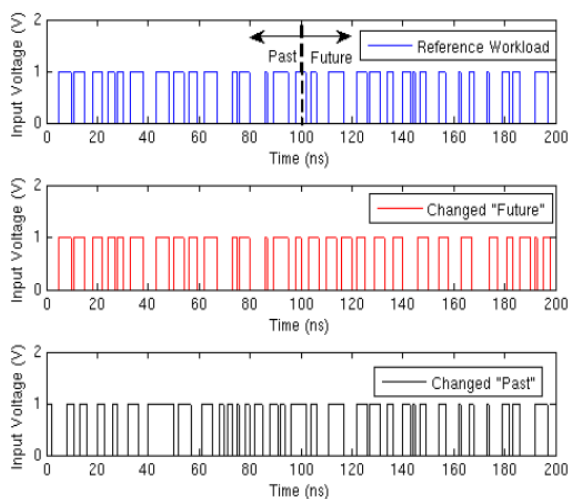 Input Voltage (V)
2
1
0
Past
Future
Reference Workload
0 20 40 60 80 100 120 140 160 180 200
Time (ns)
Input Voltage (V)
2
1
0
Changed "Future"
0 20 40 60 80 100 120 140 160 180 200
Time (ns)
Input Voltage (V)
2
1
0
Changed "Past"
0 20 40 60 80 100 120 140 160 180 200
Time (ns)